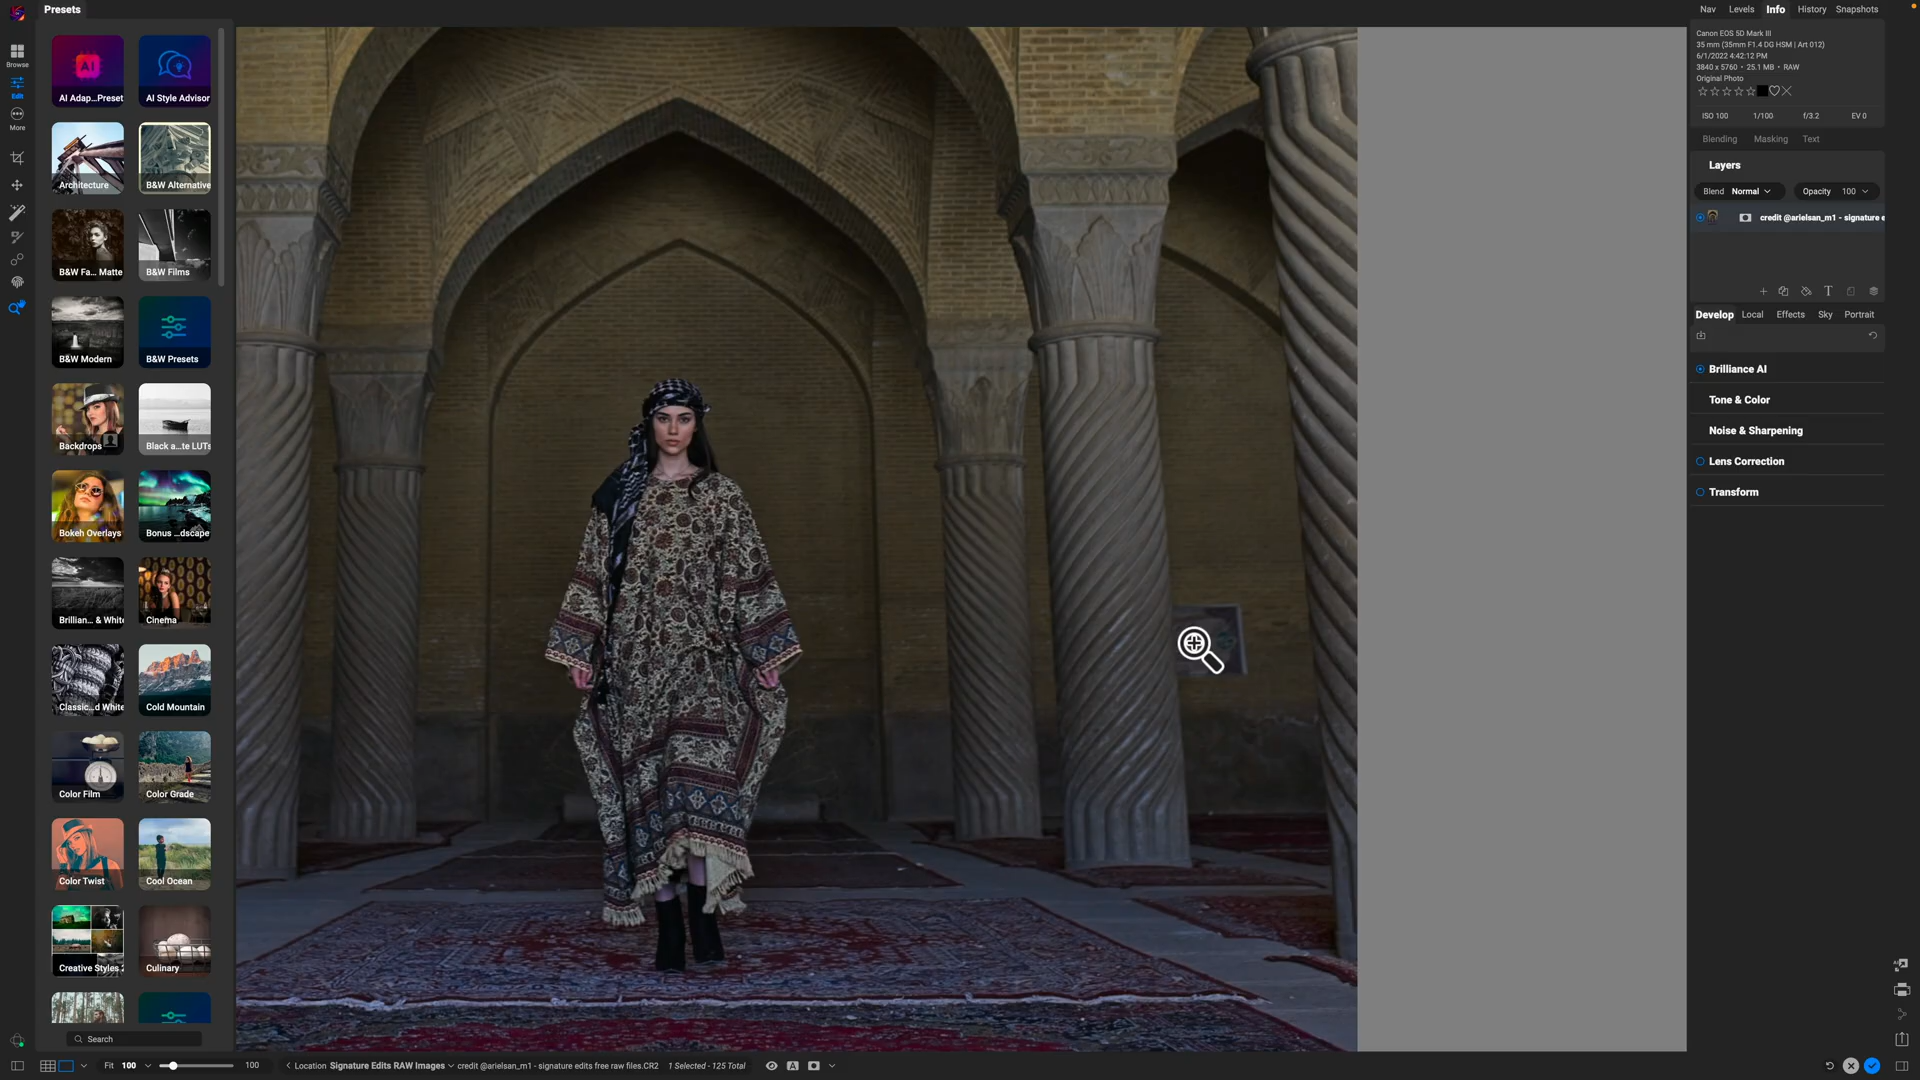 Presets
Nav Levels Info History Snapshots
Browse
Edit
More
AI Adap...Preset
AI Style Advisor
Architecture
B&W Alternative
B&W Fa... Matte
B&W Films
B&W Modern
B&W Presets
Backdrops
Black a...te LUTs
Bokeh Overlays
Bonus ...dscape
Brillian... & White
Cinema
Classic...d White
Cold Mountain
Color Film
Color Grade
Color Twist
Cool Ocean
Creative Styles 2
Culinary
Search
Canon EOS 5D Mark III
35 mm (35mm F1.4 DG HSM | Art 012)
6/1/2022 4:42:12 PM
3840 x 5760 • 25.1 MB • RAW
Original Photo
ISO 100 1/100 f/3.2 EV 0
Blending Masking Text
Layers
Blend Normal Opacity 100
credit @arielsan_m1 - signature e
Develop Local Effects Sky Portrait
Brilliance AI
Tone & Color
Noise & Sharpening
Lens Correction
Transform
Fit 100 100 Location Signature Edits RAW Images credit @arielsan_m1 - signature edits free raw files.CR2 1 Selected - 125 Total